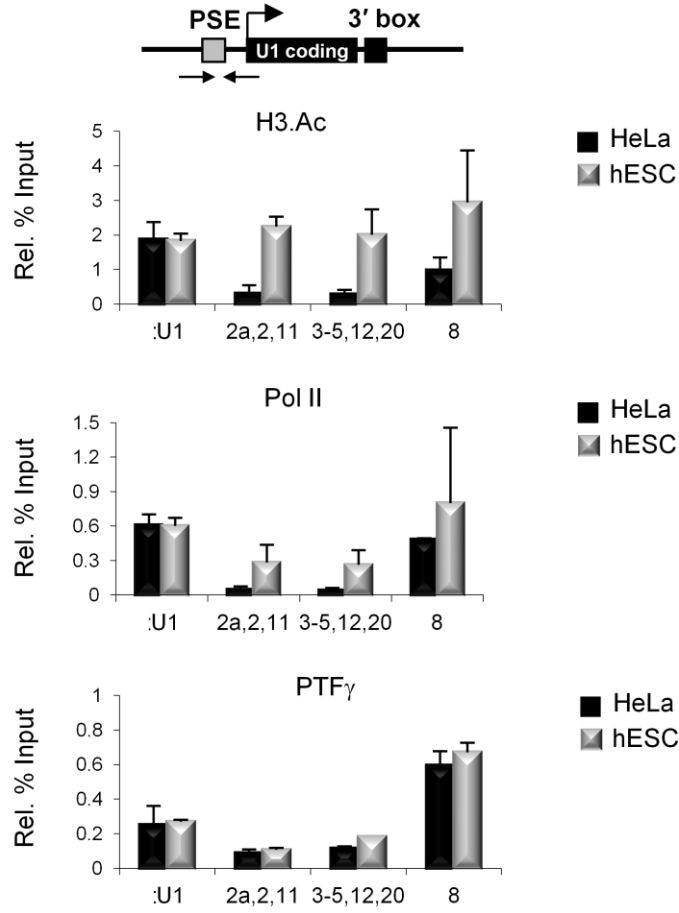 PSE
3′ box
U1 coding
H3.Ac
Rel. % Input
5
4
3
2
1
0
:U1
2a,2,11
3-5,12,20
8
HeLa
hESC
Pol II
Rel. % Input
1.5
1.2
0.9
0.6
0.3
0
:U1
2a,2,11
3-5,12,20
8
HeLa
hESC
PTFγ
Rel. % Input
1
0.8
0.6
0.4
0.2
0
:U1
2a,2,11
3-5,12,20
8
HeLa
hESC